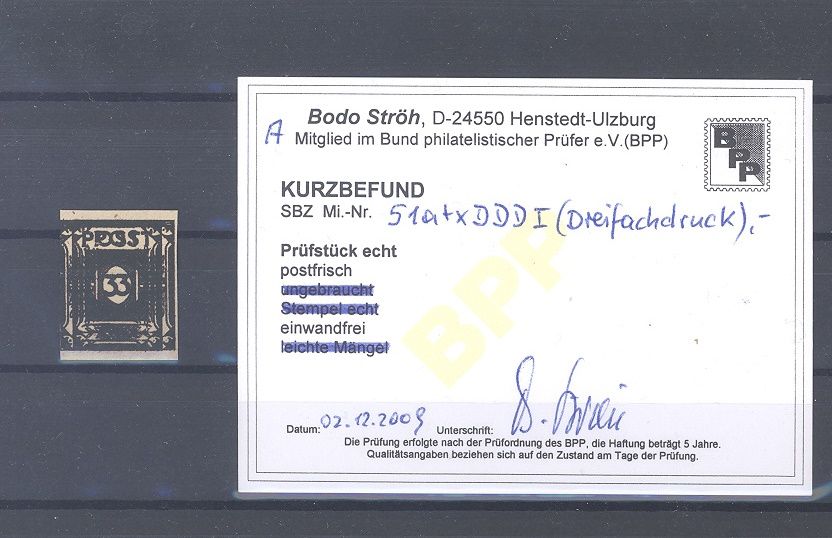 POST
33
Bodo Ströh, D-24550 Henstedt-Ulzburg
A Mitglied im Bund philatelistischer Prüfer e.V.(BPP)
BPP
KURZBEFUND
SBZ Mi.-Nr. 51atxDDDI (Dreifachdruck),-
Prüfstück echt
postfrisch
ungebraucht
Stempel echt
einwandfrei
leichte Mängel
BPP
Datum: 02.12.2009 Unterschrift: B. Ströh
Die Prüfung erfolgte nach der Prüfordnung des BPP, die Haftung beträgt 5 Jahre.
Qualitätsangaben beziehen sich auf den Zustand am Tage der Prüfung.